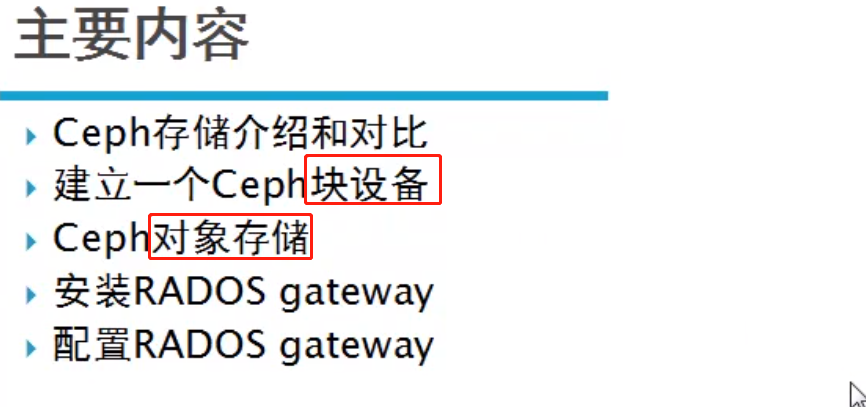 主要内容
Ceph存储介绍和对比
建立一个Ceph块设备
Ceph对象存储
安装RADOS gateway
配置RADOS gateway